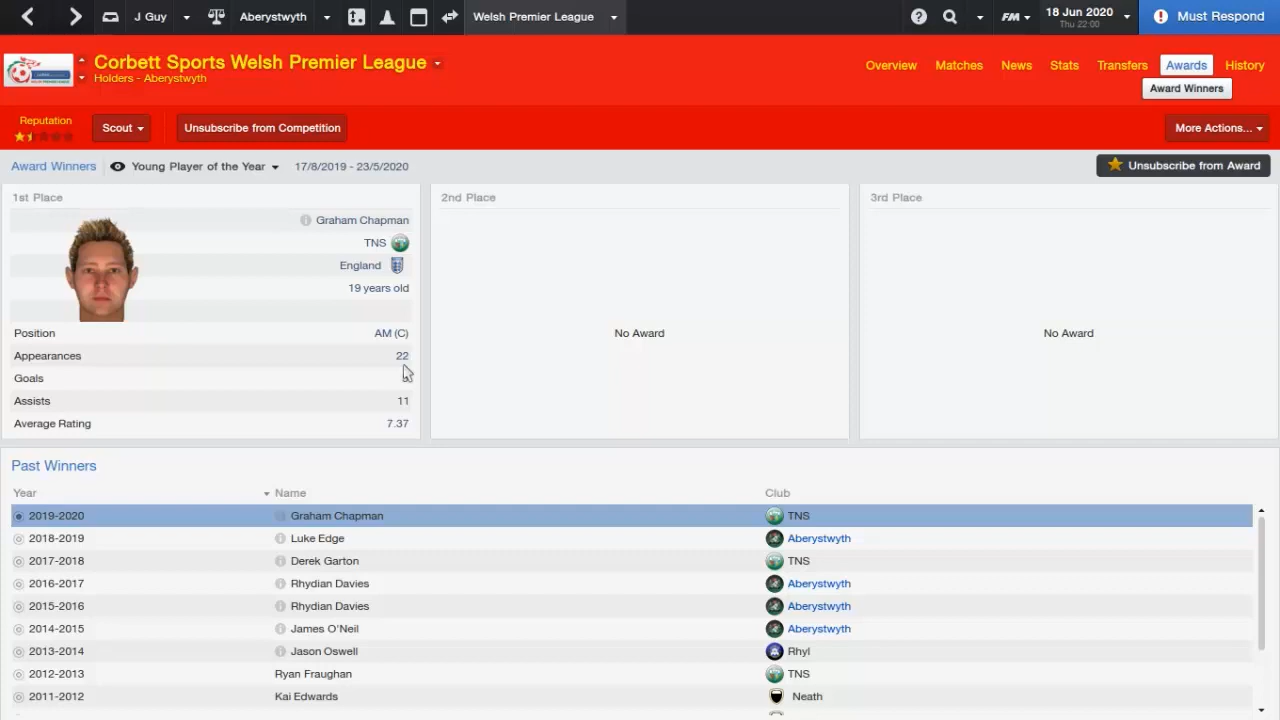 J Guy Aberystwyth Welsh Premier League FM 18 Jun 2020 Thu 22:00 Must Respond
Corbett Sports Welsh Premier League
Holders - Aberystwyth
Overview Matches News Stats Transfers Awards History
Award Winners
Reputation
Scout Unsubscribe from Competition More Actions...
Award Winners Young Player of the Year 17/8/2019 - 23/5/2020 Unsubscribe from Award
1st Place 2nd Place 3rd Place
Graham Chapman
TNS
England
19 years old
Position AM (C) No Award No Award
Appearances 22
Goals
Assists 11
Average Rating 7.37
Past Winners
Year Name Club
2019-2020 Graham Chapman TNS
2018-2019 Luke Edge Aberystwyth
2017-2018 Derek Garton TNS
2016-2017 Rhydian Davies Aberystwyth
2015-2016 Rhydian Davies Aberystwyth
2014-2015 James O'Neil Aberystwyth
2013-2014 Jason Oswell Rhyl
2012-2013 Ryan Fraughan TNS
2011-2012 Kai Edwards Neath